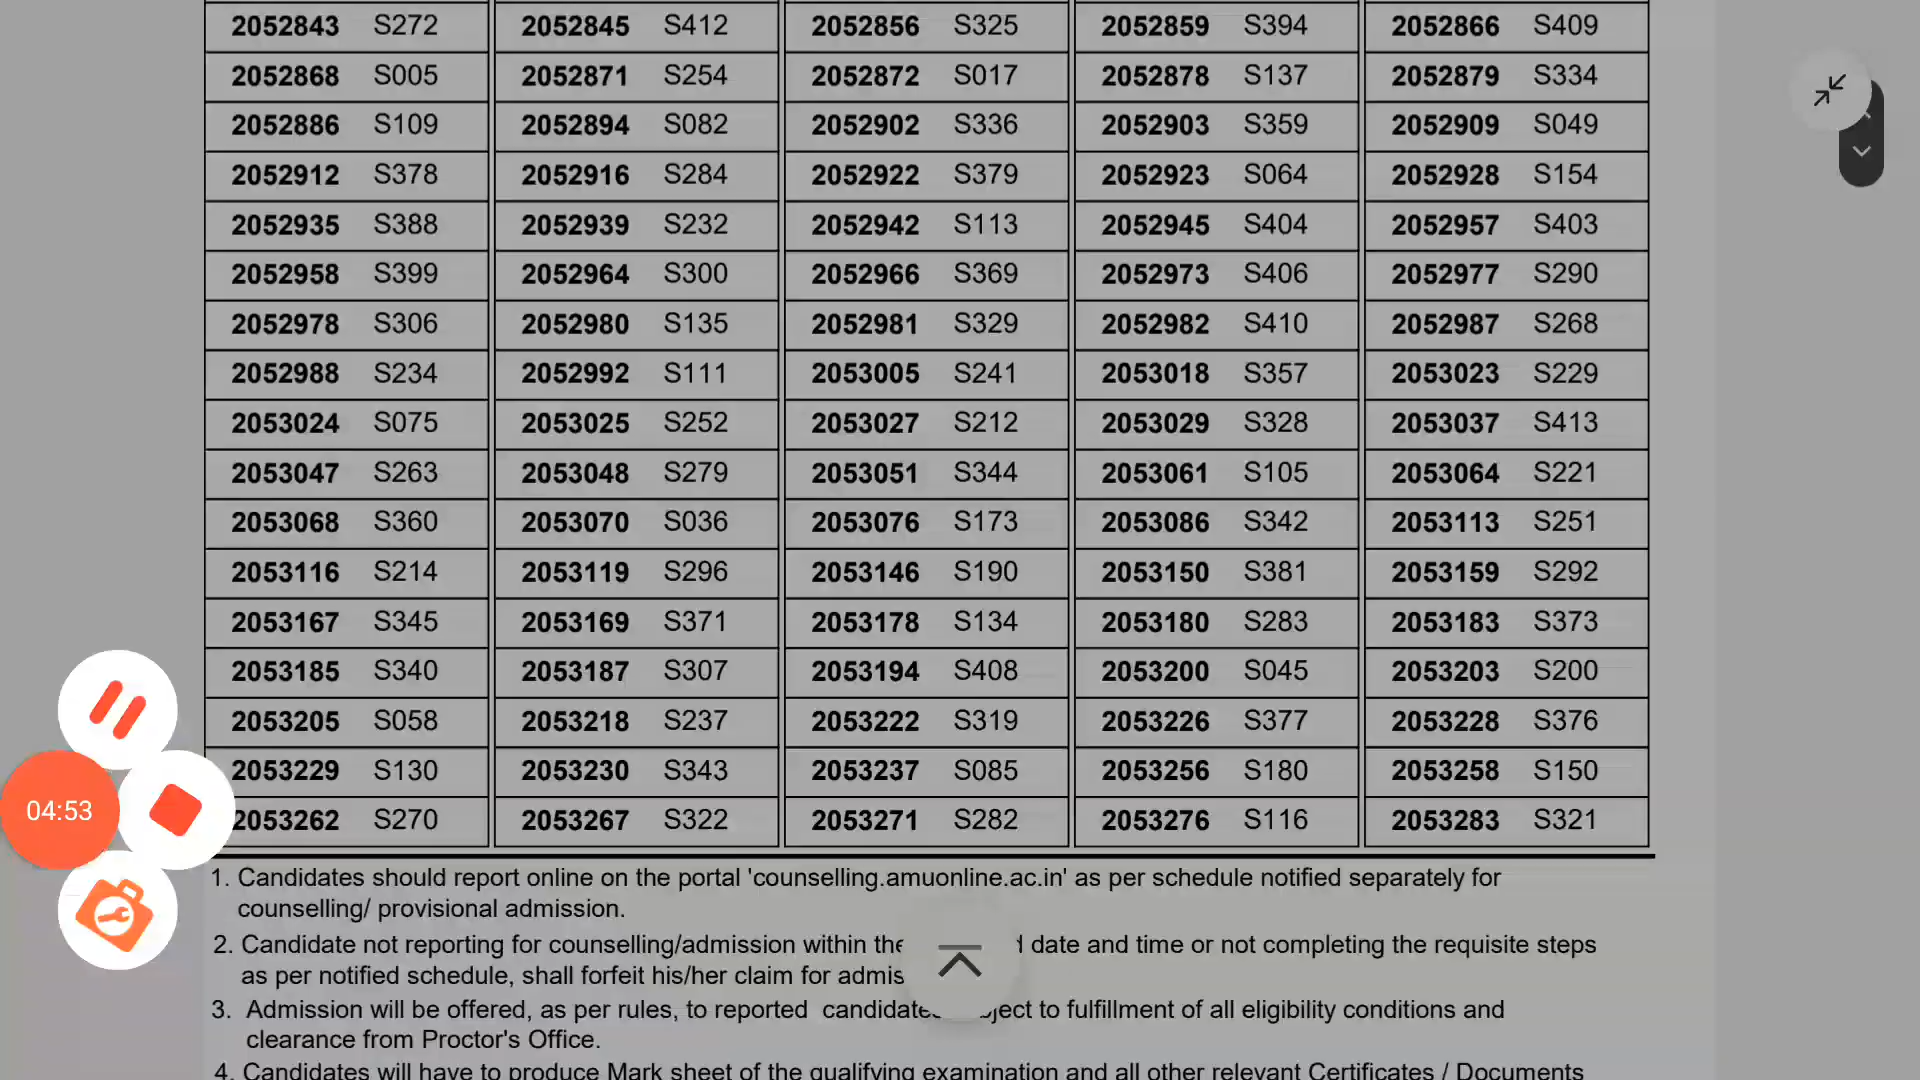 2052843 S272 2052845 S412 2052856 S325 2052859 S394 2052866 S409
2052868 S005 2052871 S254 2052872 S017 2052878 S137 2052879 S334
2052886 S109 2052894 S082 2052902 S336 2052903 S359 2052909 S049
2052912 S378 2052916 S284 2052922 S379 2052923 S064 2052928 S154
2052935 S388 2052939 S232 2052942 S113 2052945 S404 2052957 S403
2052958 S399 2052964 S300 2052966 S369 2052973 S406 2052977 S290
2052978 S306 2052980 S135 2052981 S329 2052982 S410 2052987 S268
2052988 S234 2052992 S111 2053005 S241 2053018 S357 2053023 S229
2053024 S075 2053025 S252 2053027 S212 2053029 S328 2053037 S413
2053047 S263 2053048 S279 2053051 S344 2053061 S105 2053064 S221
2053068 S360 2053070 S036 2053076 S173 2053086 S342 2053113 S251
2053116 S214 2053119 S296 2053146 S190 2053150 S381 2053159 S292
2053167 S345 2053169 S371 2053178 S134 2053180 S283 2053183 S373
2053185 S340 2053187 S307 2053194 S408 2053200 S045 2053203 S200
2053205 S058 2053218 S237 2053222 S319 2053226 S377 2053228 S376
2053229 S130 2053230 S343 2053237 S085 2053256 S180 2053258 S150
04:53
2053262 S270 2053267 S322 2053271 S282 2053276 S116 2053283 S321
1. Candidates should report online on the portal 'counselling.amuonline.ac.in' as per schedule notified separately for
counselling/ provisional admission.
2. Candidate not reporting for counselling/admission within the date and time or not completing the requisite steps
as per notified schedule, shall forfeit his/her claim for
3. Admission will be offered, as per rules, to reported to fulfillment of all eligibility conditions and
clearance from Proctor's Office.
4. Candidates will have to produce Mark sheet of the qualifying examination and all other relevant Certificates / Documents